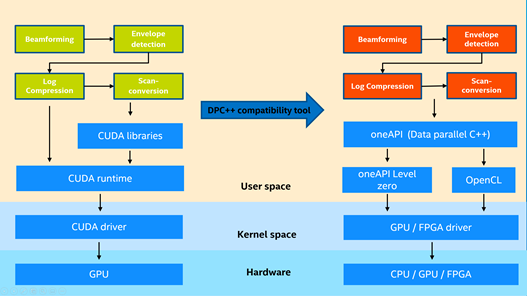 Beamforming
Envelope
detection
Log
Compression
Scan-
conversion
CUDA libraries
CUDA runtime
CUDA driver
GPU
DPC++ compatibility tool
User space
Kernel space
Hardware
Beamforming
Envelope
detection
Log Compression
Scan-
conversion
oneAPI (Data parallel C++)
oneAPI Level
zero
OpenCL
GPU / FPGA driver
CPU / GPU / FPGA